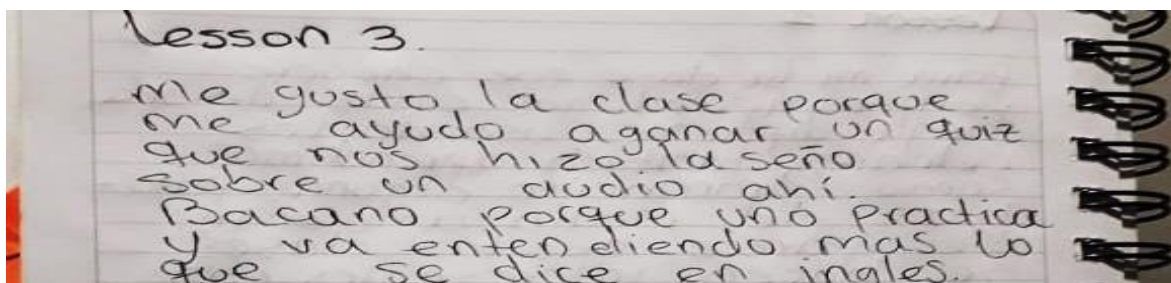 Lesson 3.
Me gusto la clase porque
me ayudo aganar un quiz
que nos hizo la seño
sobre un audio ahí.
Bacano porque uno practica
y va entendiendo mas lo
que se dice en ingles.